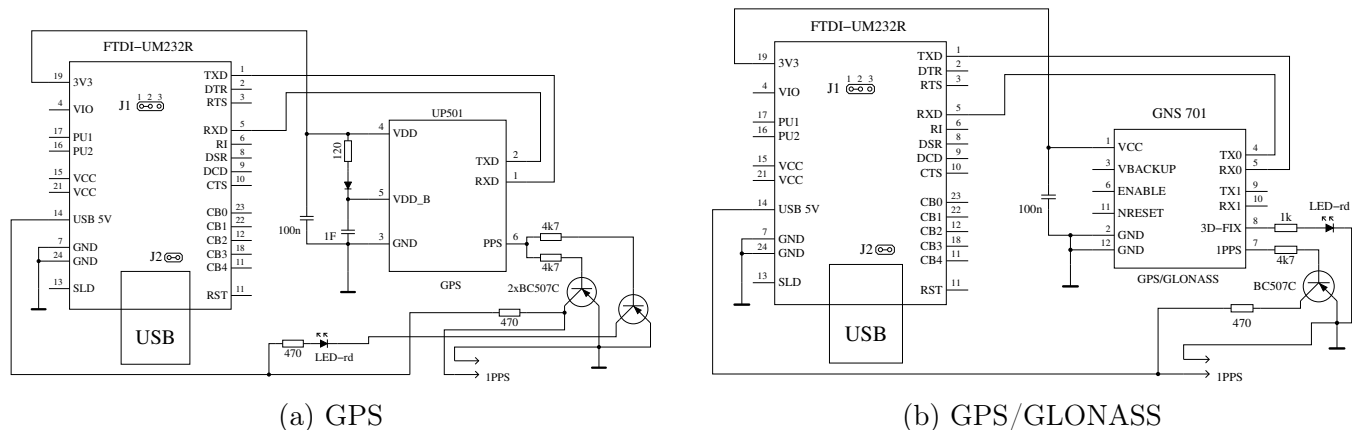 FTDI−UM232R
19 3V3
4 VIO
17 PU1
16 PU2
15 VCC
21 VCC
14 USB 5V
7 GND
24 GND
13 SLD
J1 1 2 3
J2
USB
TXD 1
DTR 2
RTS 3
RXD 5
RI 6
DSR 8
DCD 9
CTS 10
CB0 23
CB1 22
CB2 12
CB3 18
CB4 11
RST 11
100n
120
1F
UP501
4 VDD
5 VDD_B
3 GND
TXD 2
RXD 1
PPS 6
GPS
4k7
4k7
2xBC507C
470
470
LED−rd
1PPS
(a) GPS
FTDI−UM232R
19 3V3
4 VIO
17 PU1
16 PU2
15 VCC
21 VCC
14 USB 5V
7 GND
24 GND
13 SLD
J1 1 2 3
J2
USB
TXD 1
DTR 2
RTS 3
RXD 5
RI 6
DSR 8
DCD 9
CTS 10
CB0 23
CB1 22
CB2 12
CB3 18
CB4 11
RST 11
100n
GNS 701
1 VCC
3 VBACKUP
6 ENABLE
11 NRESET
2 GND
12 GND
TX0 4
RX0 5
TX1 9
RX1 10
3D−FIX 8
1PPS 7
GPS/GLONASS
1k
LED−rd
4k7
BC507C
470
1PPS
(b) GPS/GLONASS